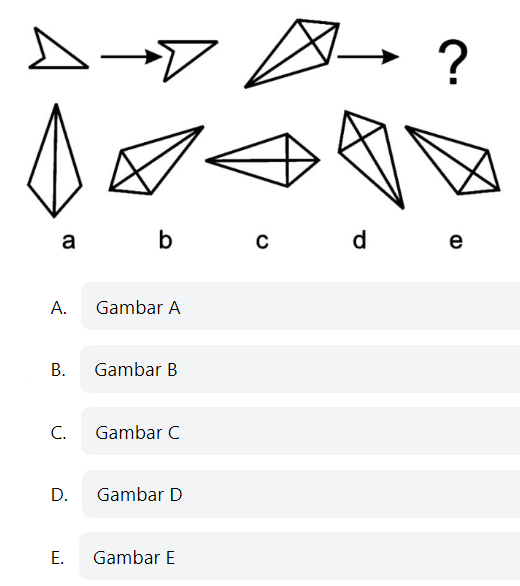 ?
a b c d e
A. Gambar A
B. Gambar B
C. Gambar C
D. Gambar D
E. Gambar E